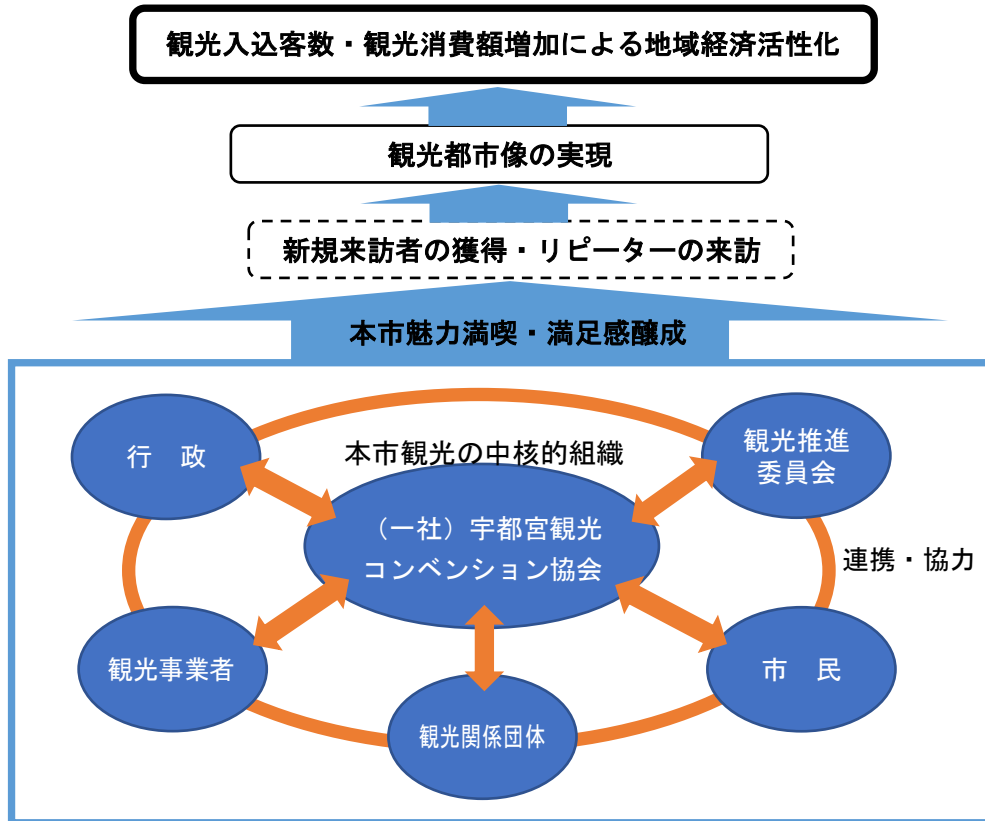 観光入込客数・観光消費額増加による地域経済活性化
観光都市像の実現
新規来訪者の獲得・リピーターの来訪
本市魅力満喫・満足感醸成
行　政
本市観光の中核的組織
観光推進
委員会
（一社）宇都宮観光
コンベンション協会
連携・協力
観光事業者
市　民
観光関係団体